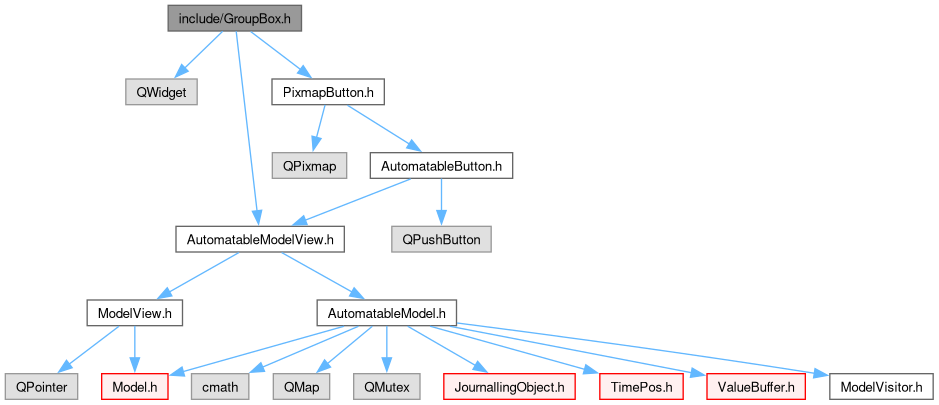 include/GroupBox.h
QWidget
PixmapButton.h
QPixmap
AutomatableButton.h
AutomatableModelView.h
QPushButton
ModelView.h
AutomatableModel.h
QPointer
Model.h
cmath
QMap
QMutex
JournallingObject.h
TimePos.h
ValueBuffer.h
ModelVisitor.h